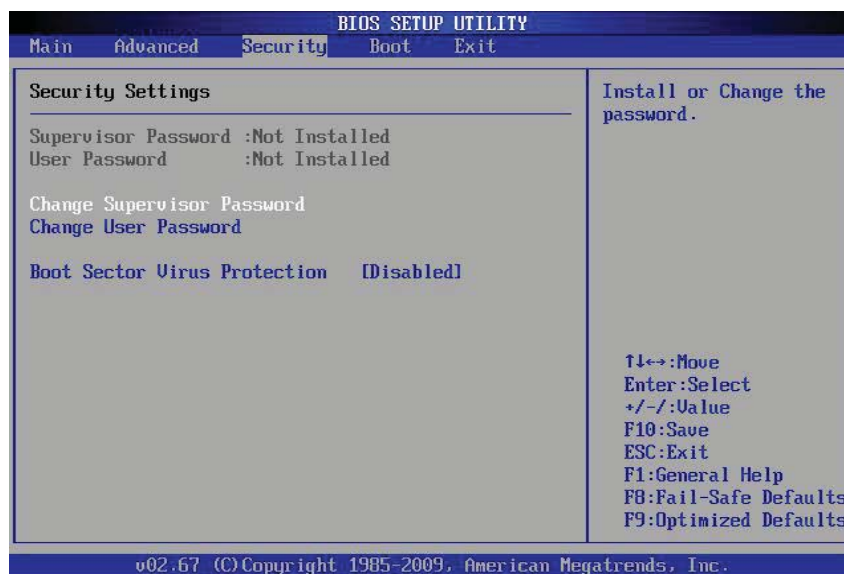 BIOS SETUP UTILITY
Main Advanced Security Boot Exit
Security Settings
Supervisor Password :Not Installed
User Password :Not Installed
Change Supervisor Password
Change User Password
Boot Sector Virus Protection [Disabled]
Install or Change the
password.
↑↓←→:Move
Enter:Select
+/-/:Value
F10:Save
ESC:Exit
F1:General Help
F8:Fail-Safe Defaults
F9:Optimized Defaults
v02.67 (C)Copyright 1985-2009, American Megatrends, Inc.